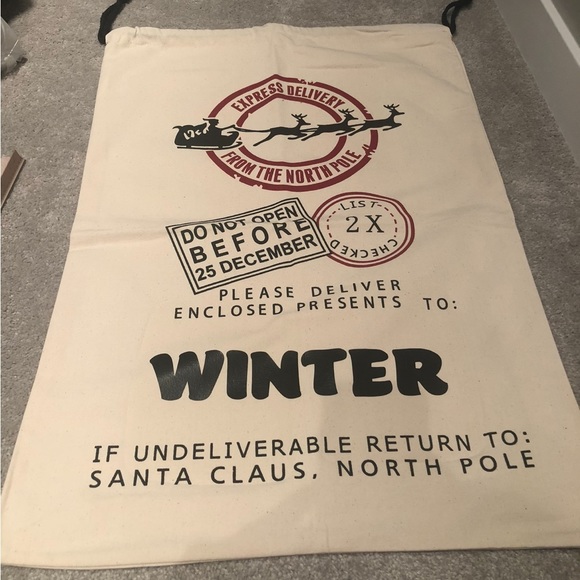 EXPRESS DELIVERY
FROM THE NORTH POLE
DO NOT OPEN
BEFORE
25 DECEMBER
LIST
2 X
CHECKED
PLEASE DELIVER
ENCLOSED PRESENTS TO:
WINTER
IF UNDELIVERABLE RETURN TO:
SANTA CLAUS, NORTH POLE